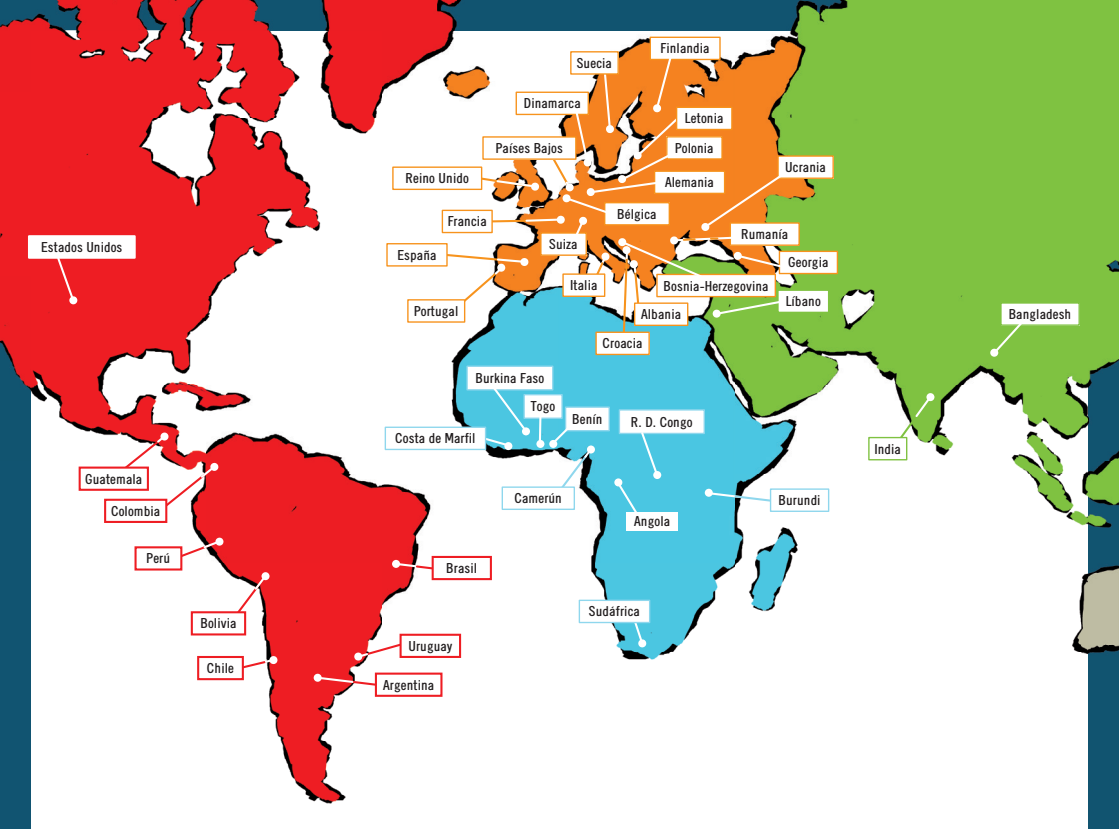 Finlandia
Suecia
Dinamarca
Letonia
Países Bajos
Polonia
Ucrania
Reino Unido
Alemania
Bélgica
Francia
Rumanía
Suiza
Estados Unidos
España
Georgia
Italia
Bosnia-Herzegovina
Líbano
Portugal
Albania
Bangladesh
Croacia
Burkina Faso
Togo
Benín
R. D. Congo
Costa de Marfil
India
Guatemala
Camerún
Burundi
Colombia
Angola
Perú
Brasil
Sudáfrica
Bolivia
Uruguay
Chile
Argentina